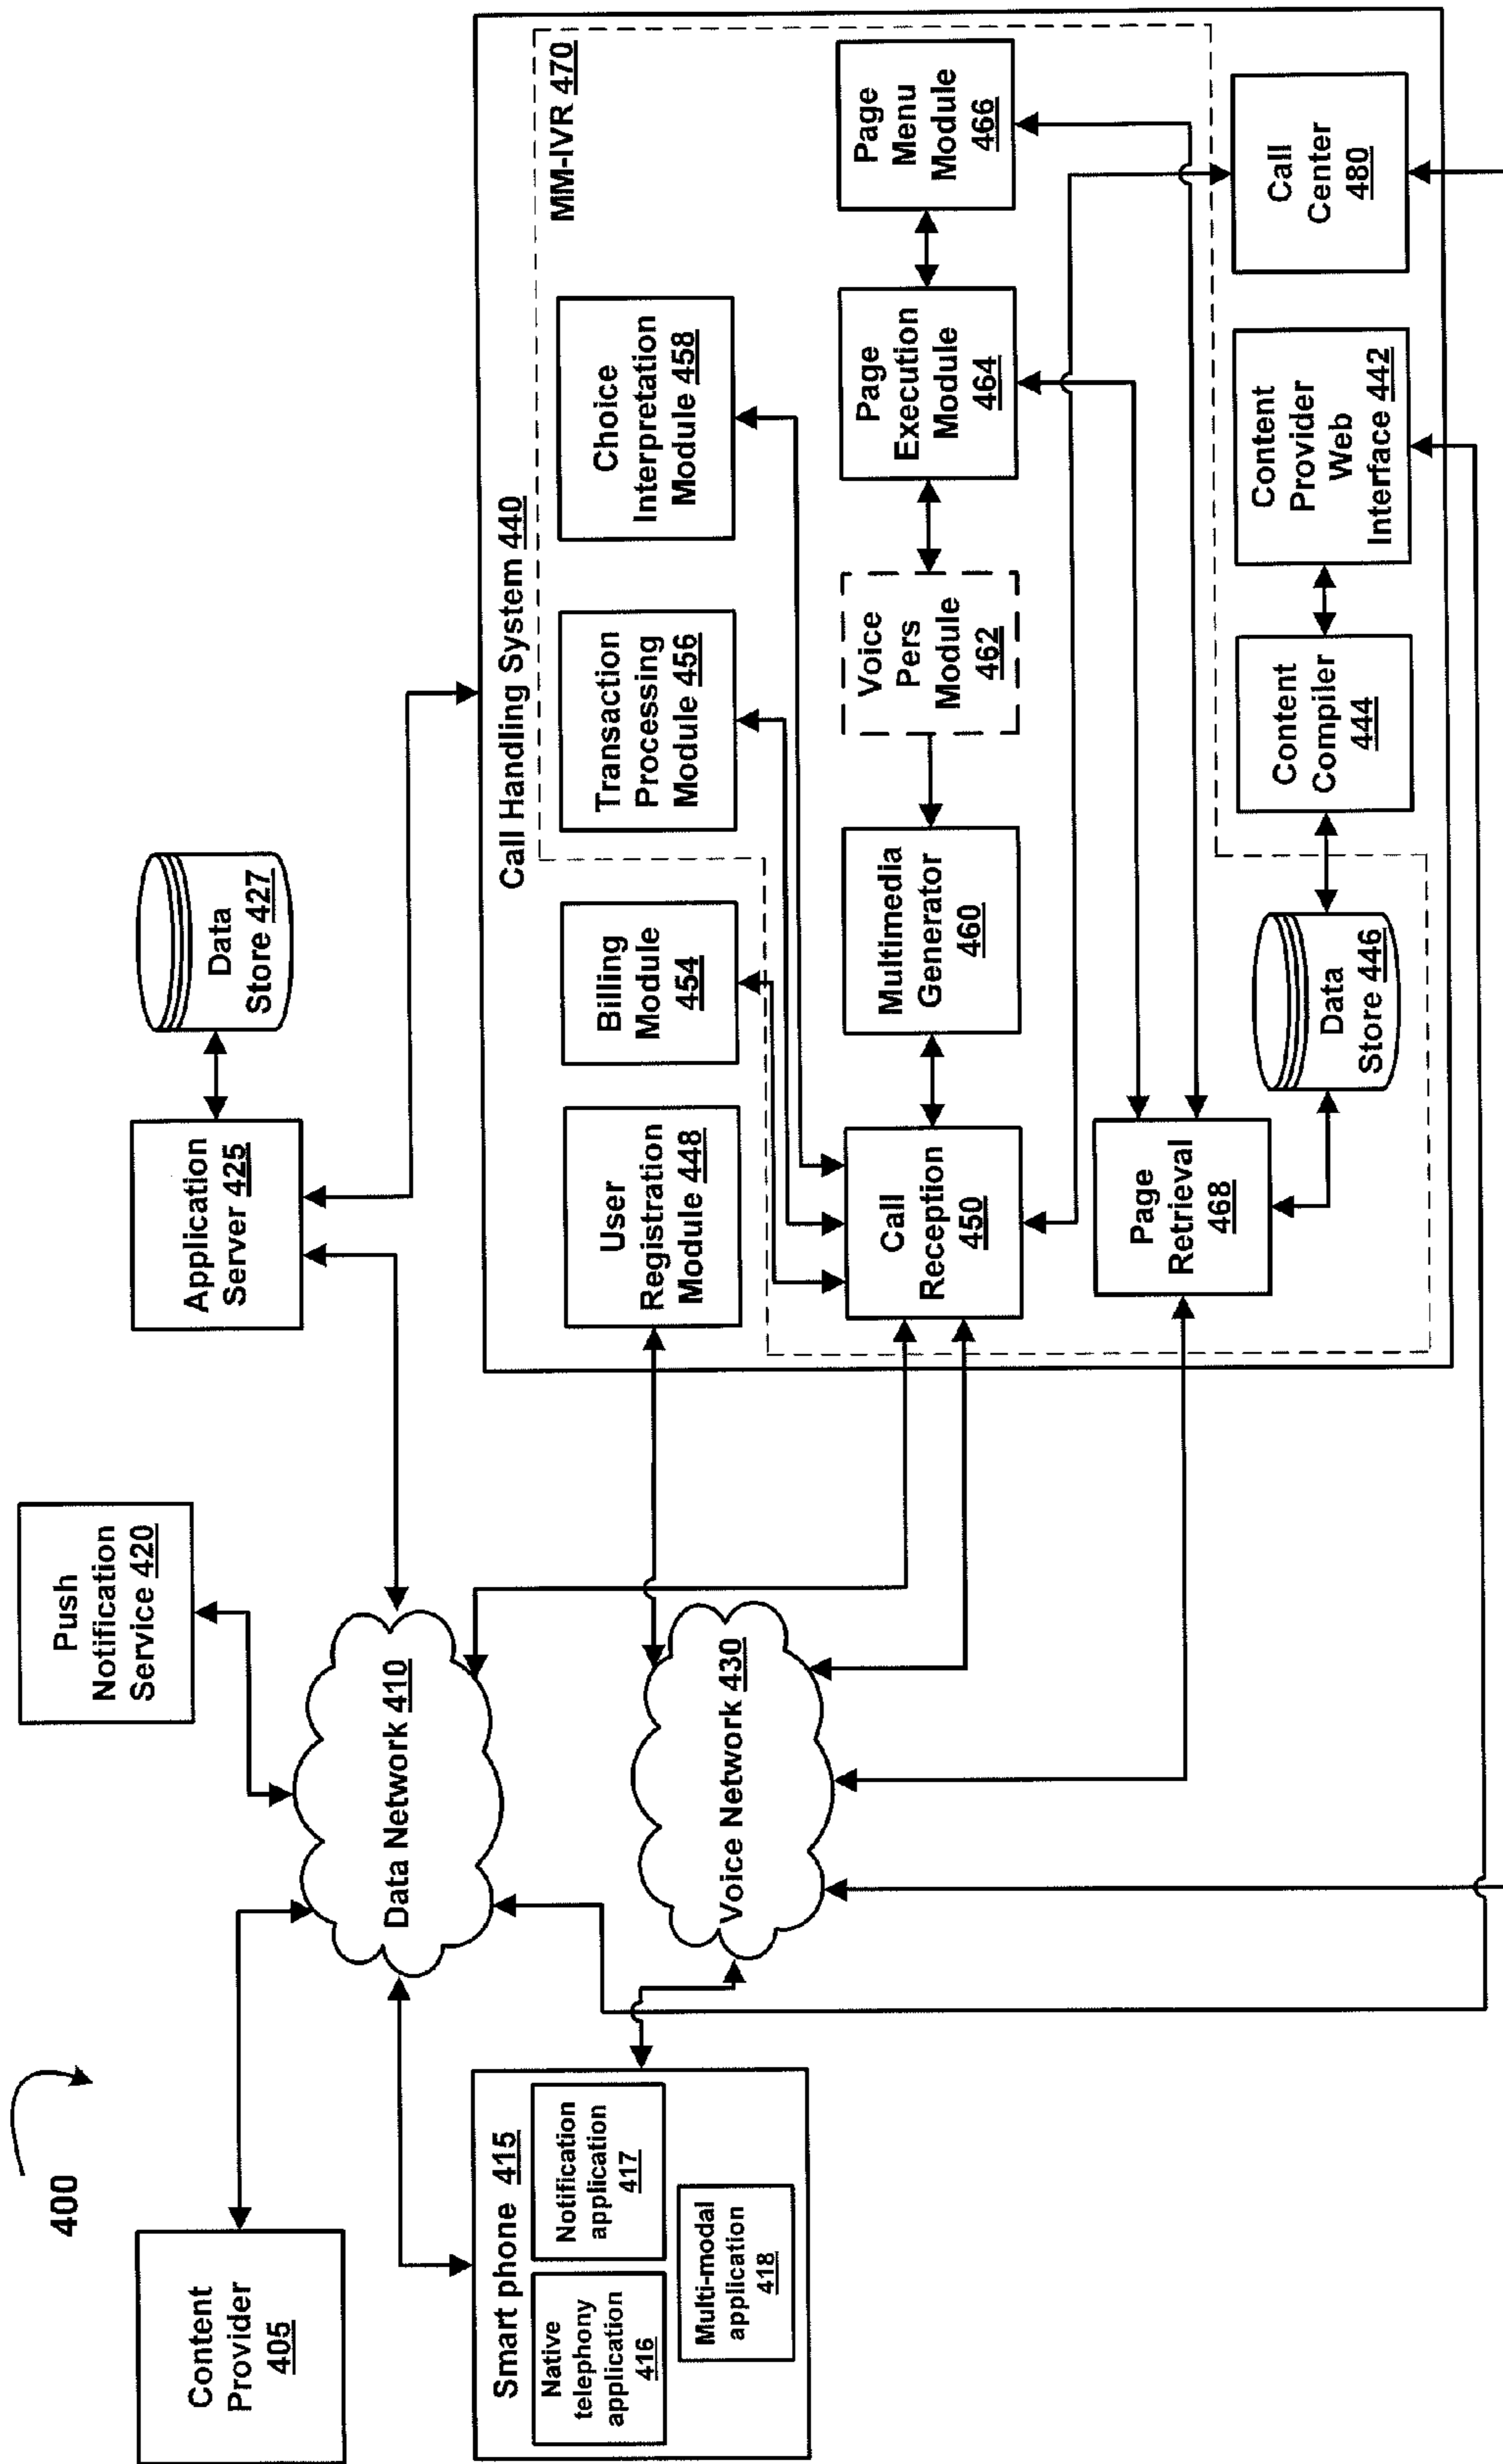 400
Content
Provider
405
Smart phone 415
Native
telephony
application
416
Notification
application
417
Multi-modal
application
418
Push
Notification
Service 420
Data Network 410
Voice Network 430
Application
Server 425
Data
Store 427
Call Handling System 440
MM-IVR 470
User
Registration
Module 448
Billing
Module
454
Transaction
Processing
Module 456
Choice
Interpretation
Module 458
Call
Reception
450
Multimedia
Generator
460
Voice
Pers
Module
462
Page
Execution
Module
464
Page
Menu
Module
466
Page
Retrieval
468
Data
Store 446
Content
Compiler
444
Content
Provider
Web
Interface 442
Call
Center
480